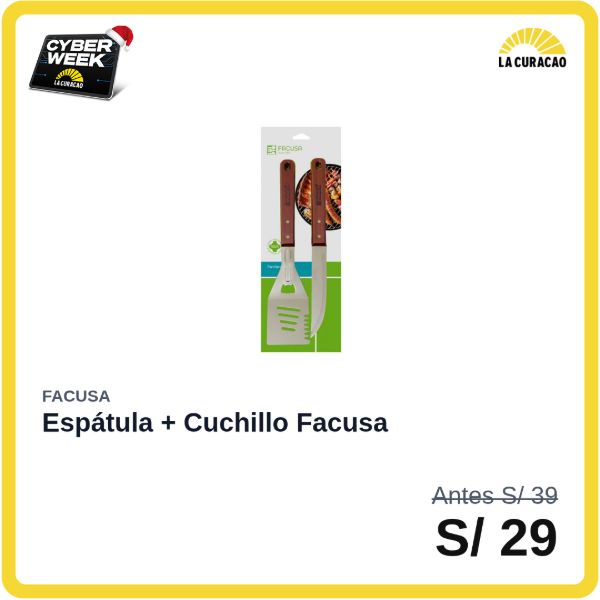 CYBER
WEEK
LA CURACAO
LA CURACAO
FACUSA
FACUSA
Espátula + Cuchillo Facusa
Antes S/ 39
S/ 29